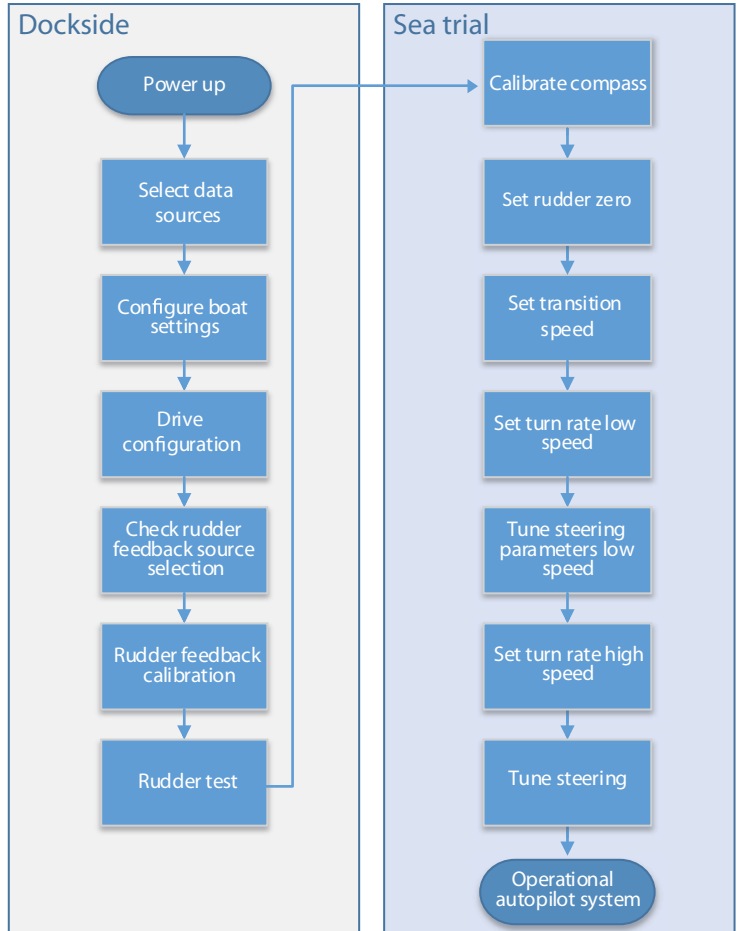 Dockside
Power up
Select data
sources
Configure boat
settings
Drive
configuration
Check rudder
feedback source
selection
Rudder feedback
calibration
Rudder test
Sea trial
Calibrate compass
Set rudder zero
Set transition
speed
Set turn rate low
speed
Tune steering
parameters low
speed
Set turn rate high
speed
Tune steering
Operational
autopilot system